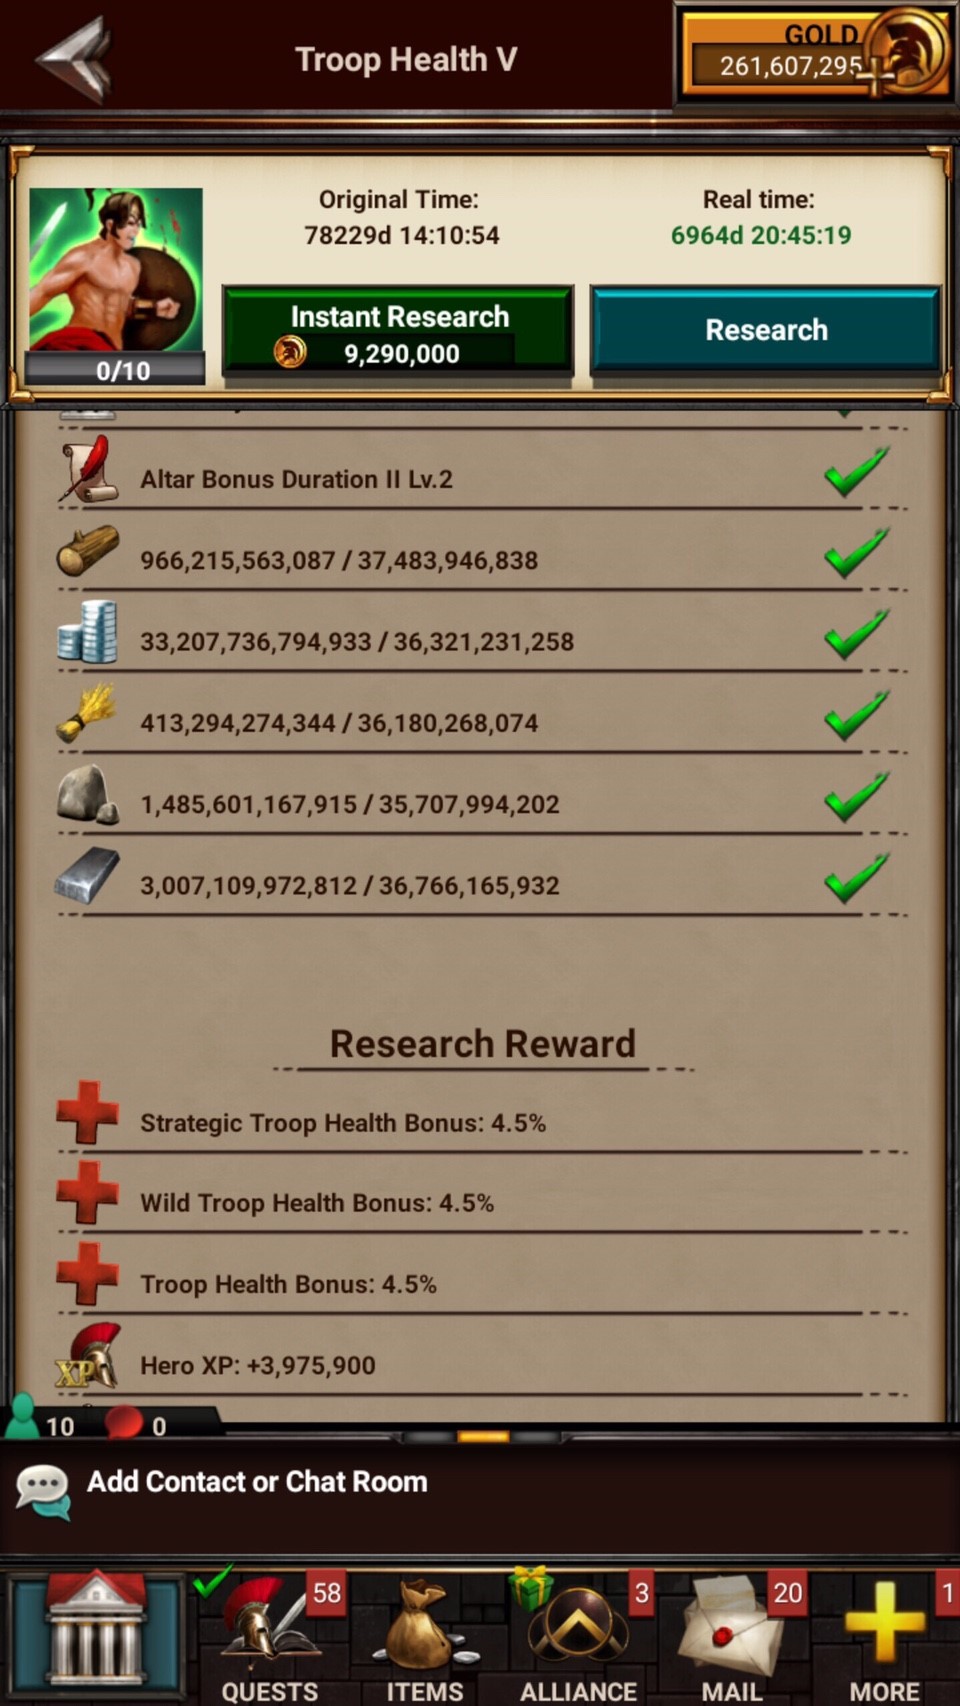 Troop Health V
GOLD
261,607,295
Original Time:
78229d 14:10:54
Real time:
6964d 20:45:19
Instant Research
9,290,000
Research
0/10
Altar Bonus Duration II Lv.2
966,215,563,087 / 37,483,946,838
33,207,736,794,933 / 36,321,231,258
413,294,274,344 / 36,180,268,074
1,485,601,167,915 / 35,707,994,202
3,007,109,972,812 / 36,766,165,932
Research Reward
Strategic Troop Health Bonus: 4.5%
Wild Troop Health Bonus: 4.5%
Troop Health Bonus: 4.5%
XP
Hero XP: +3,975,900
10
0
Add Contact or Chat Room
58
3
20
1
QUESTS
ITEMS
ALLIANCE
MAIL
MORE